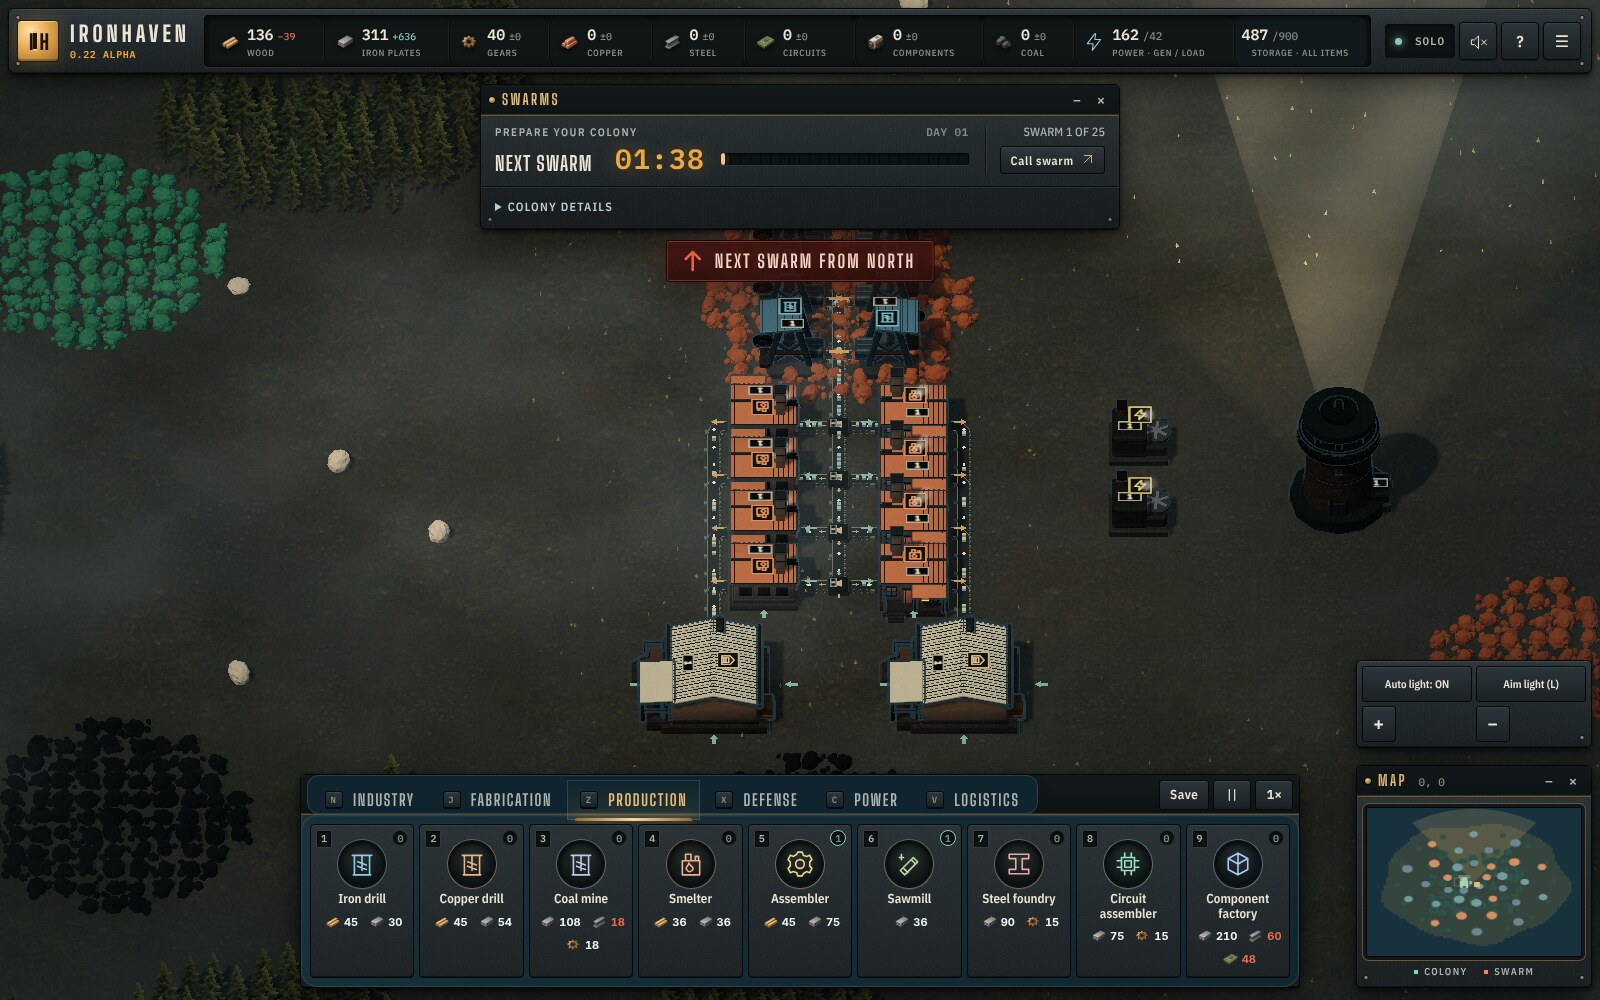 IRONHAVEN
0.22 ALPHA
136 -39
WOOD
311 +636
IRON PLATES
40 ±0
GEARS
0 ±0
COPPER
0 ±0
STEEL
0 ±0
CIRCUITS
0 ±0
COMPONENTS
0 ±0
COAL
162 /42
POWER · GEN / LOAD
487 /900
STORAGE · ALL ITEMS
SOLO
?
SWARMS
PREPARE YOUR COLONY
DAY 01
NEXT SWARM 01:38
SWARM 1 OF 25
Call swarm
COLONY DETAILS
NEXT SWARM FROM NORTH
Auto light: ON
Aim light (L)
+
−
MAP 0, 0
COLONY
SWARM
N INDUSTRY
J FABRICATION
Z PRODUCTION
X DEFENSE
C POWER
V LOGISTICS
Save
1×
1 0
Iron drill
45 30
2 0
Copper drill
45 54
3 0
Coal mine
108 18
18
4 0
Smelter
36 36
5 1
Assembler
45 75
6 1
Sawmill
36
7 0
Steel foundry
90 15
8 0
Circuit
assembler
75 15
9 0
Component
factory
210 60
48